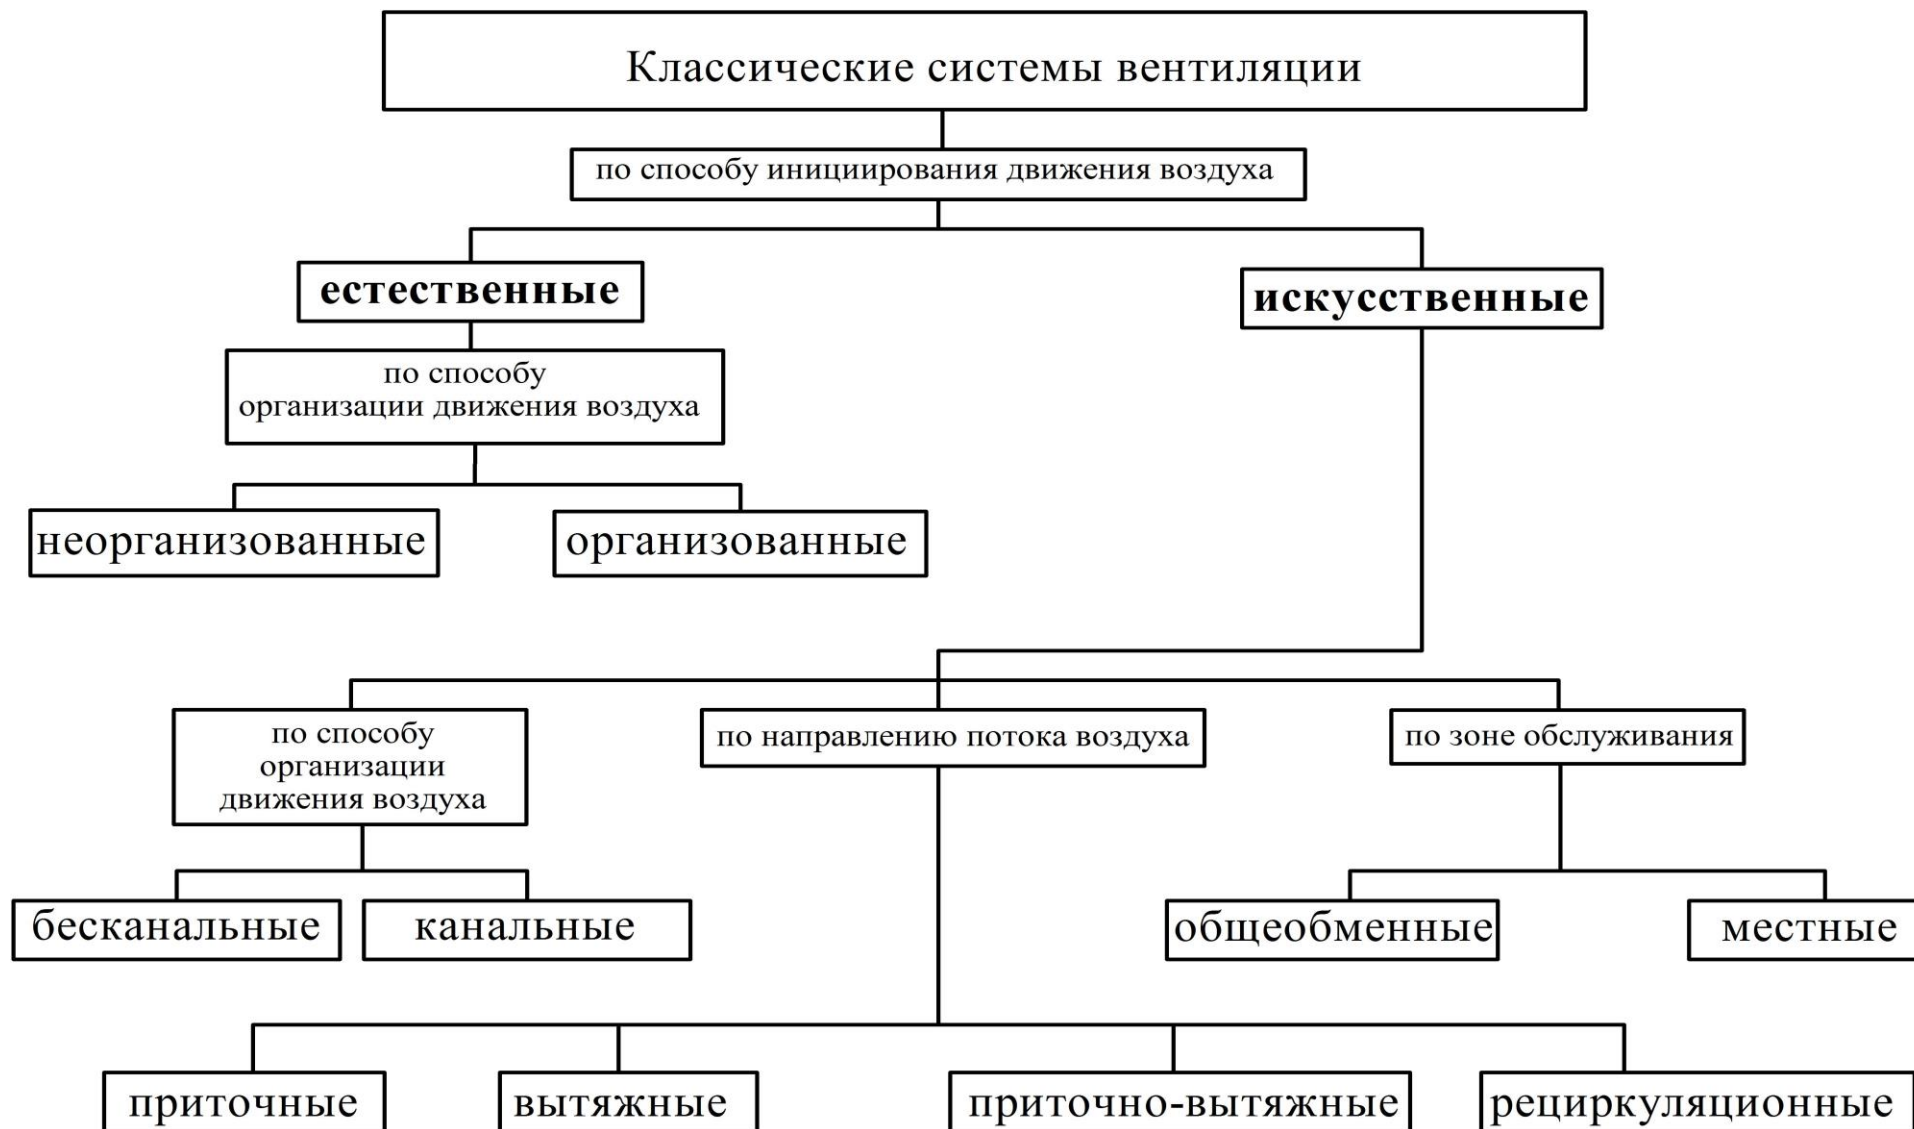 Классические системы вентиляции
по способу инициирования движения воздуха
естественные
искусственные
по способу
организации движения воздуха
неорганизованные
организованные
по способу
организации
движения воздуха
по направлению потока воздуха
по зоне обслуживания
бесканальные
канальные
общеобменные
местные
приточные
вытяжные
приточно-вытяжные
рециркуляционные